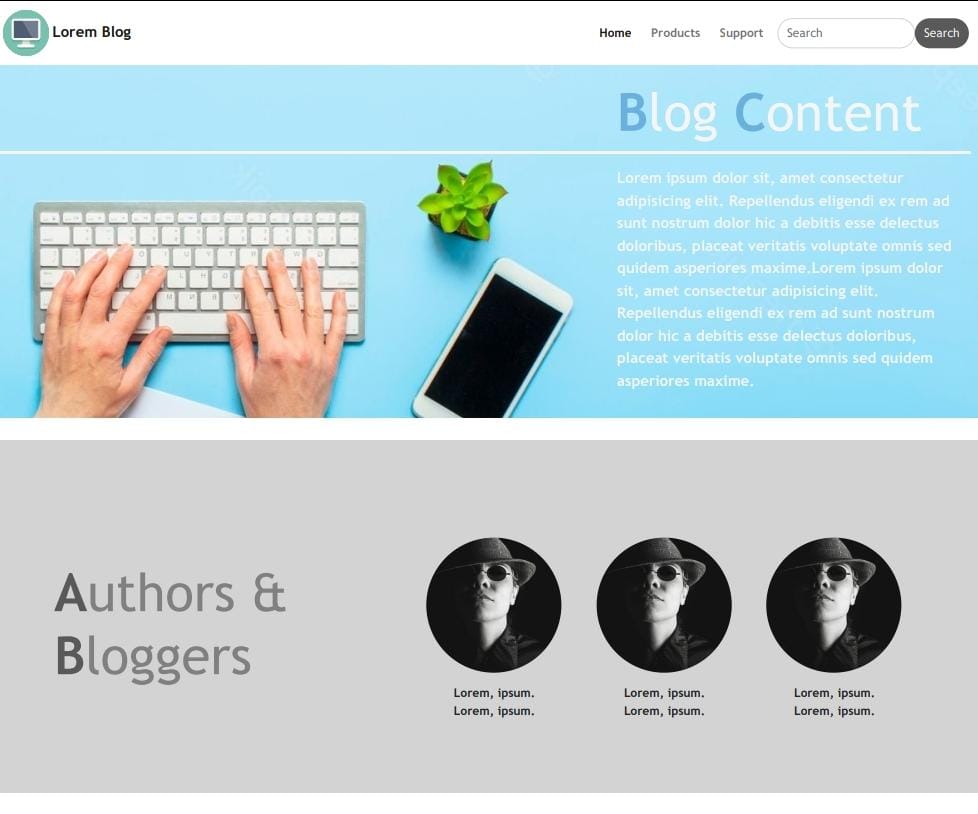 Lorem Blog
Home Products Support Search Search
Blog Content
Lorem ipsum dolor sit, amet consectetur
adipisicing elit. Repellendus eligendi ex rem ad
sunt nostrum dolor hic a debitis esse delectus
doloribus, placeat veritatis voluptate omnis sed
quidem asperiores maxime.Lorem ipsum dolor
sit, amet consectetur adipisicing elit.
Repellendus eligendi ex rem ad sunt nostrum
dolor hic a debitis esse delectus doloribus,
placeat veritatis voluptate omnis sed quidem
asperiores maxime.
Authors &
Bloggers
Lorem, ipsum.
Lorem, ipsum.
Lorem, ipsum.
Lorem, ipsum.
Lorem, ipsum.
Lorem, ipsum.